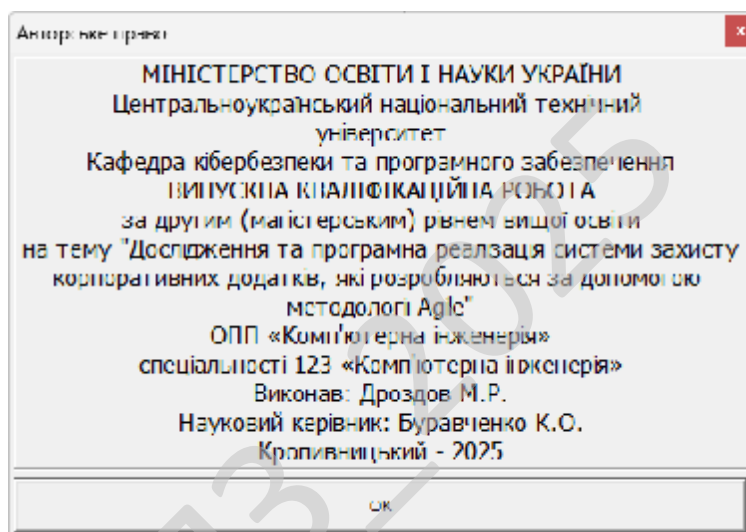 Авторське право
МІНІСТЕРСТВО ОСВІТИ І НАУКИ УКРАЇНИ
Центральноукраїнський національний технічний
університет
Кафедра кібербезпеки та програмного забезпечення
ВИПУСКНА КВАЛІФІКАЦІЙНА РОБОТА
за другим (магістерським) рівнем вищої освіти
на тему "Дослідження та програмна реалізація системи захисту
корпоративних додатків, які розробляються за допомогою
методології Agile"
ОПП «Комп'ютерна інженерія»
спеціальності 123 «Комп'ютерна інженерія»
Виконав: Дроздов М.Р.
Науковий керівник: Буравченко К.О.
Кропивницький - 2025
OK